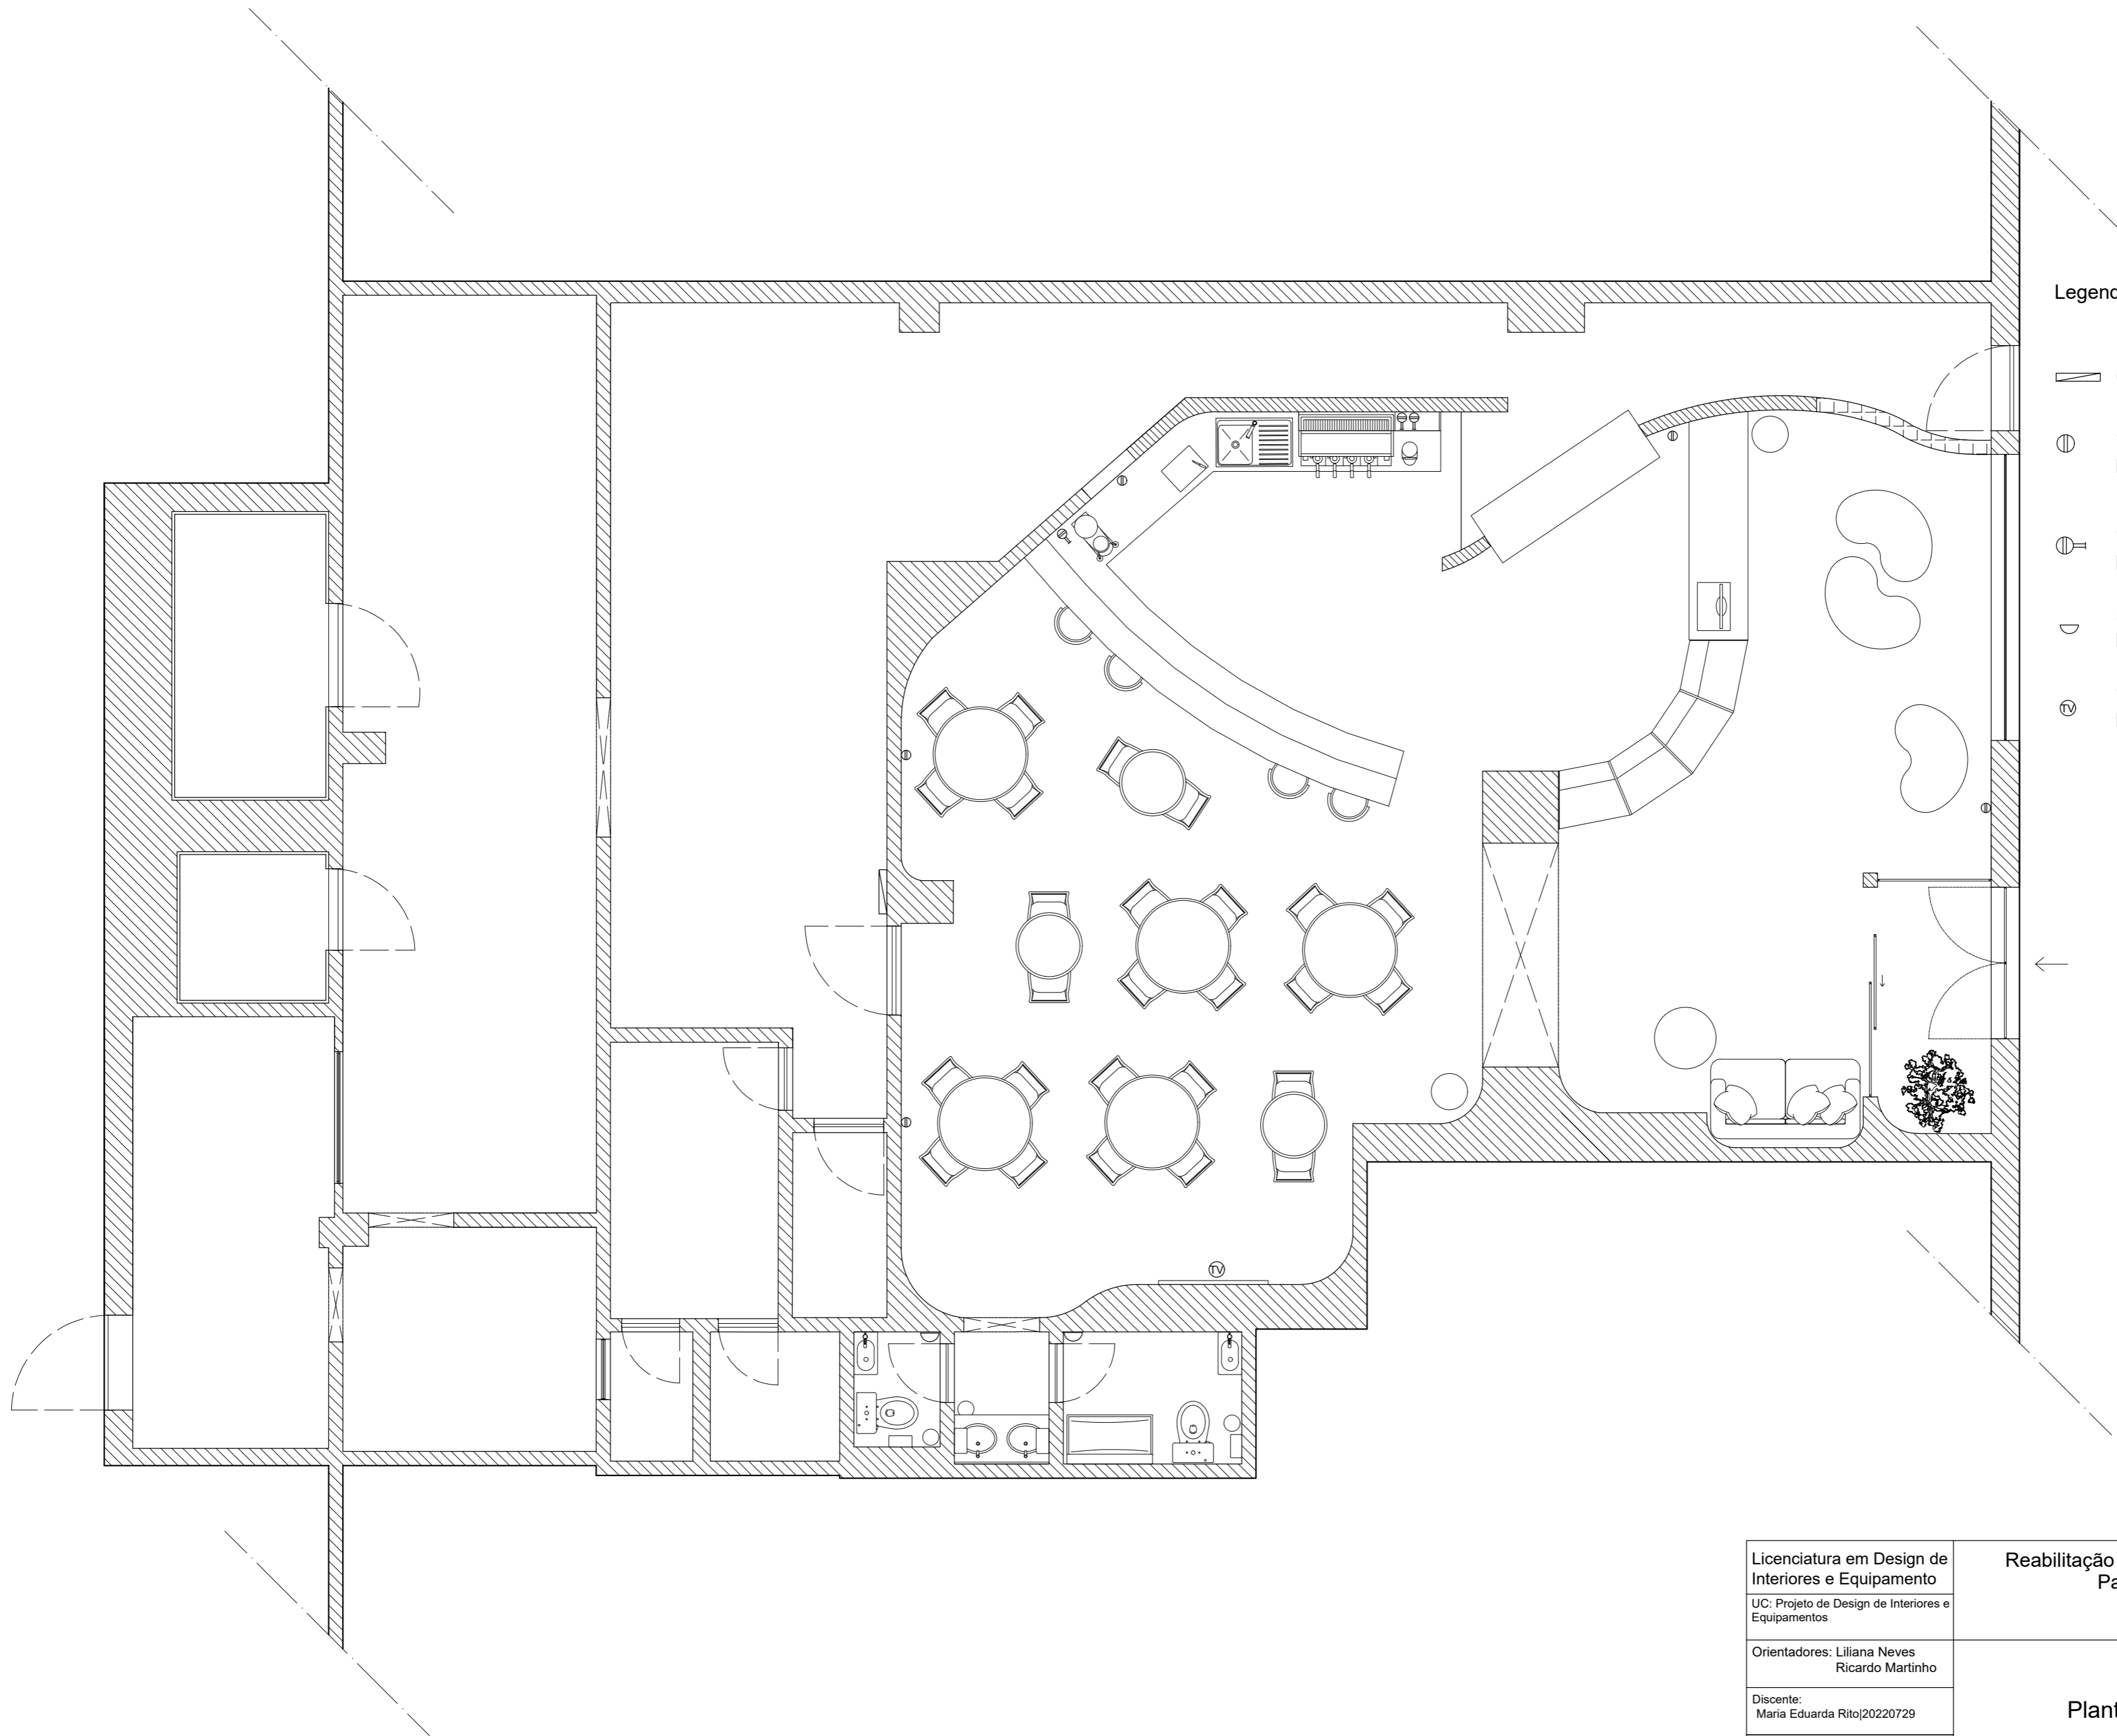 Legend
TV
TV
Licenciatura em Design de
Interiores e Equipamento
Reabilitação
Pa
UC: Projeto de Design de Interiores e
Equipamentos
Orientadores: Liliana Neves
Ricardo Martinho
Discente:
Maria Eduarda Rito|20220729
Plant